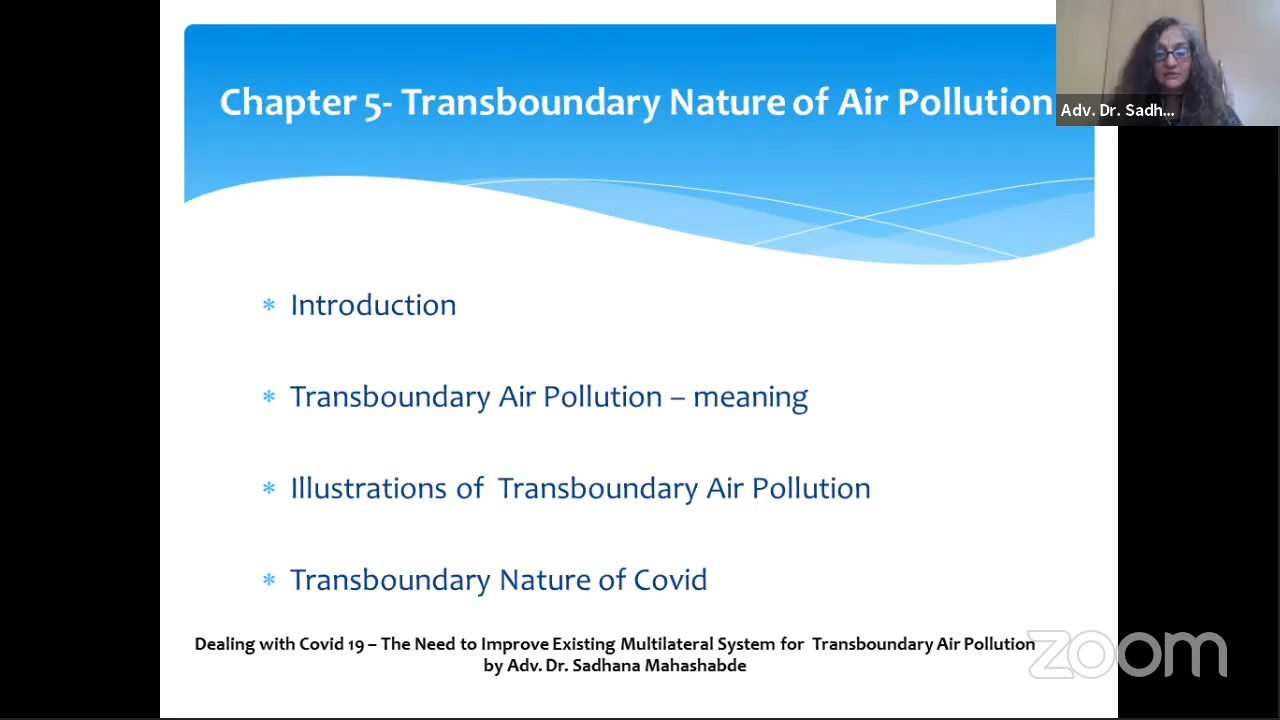 Chapter 5- Transboundary Nature of Air Pollution
Adv. Dr. Sadh...
* Introduction
* Transboundary Air Pollution – meaning
* Illustrations of Transboundary Air Pollution
* Transboundary Nature of Covid
Dealing with Covid 19 – The Need to Improve Existing Multilateral System for Transboundary Air Pollution
by Adv. Dr. Sadhana Mahashabde
zoom